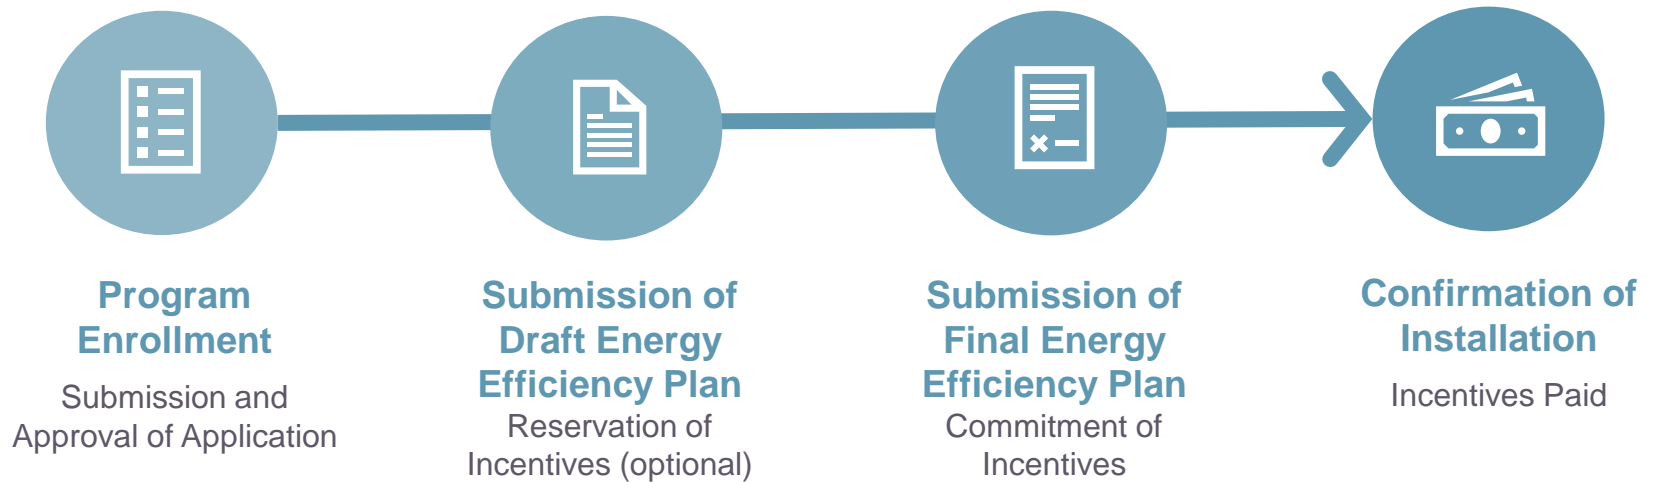 Program
Enrollment
Submission and
Approval of Application
Submission of
Draft Energy
Efficiency Plan
Reservation of
Incentives (optional)
Submission of
Final Energy
Efficiency Plan
Commitment of
Incentives
Confirmation of
Installation
Incentives Paid